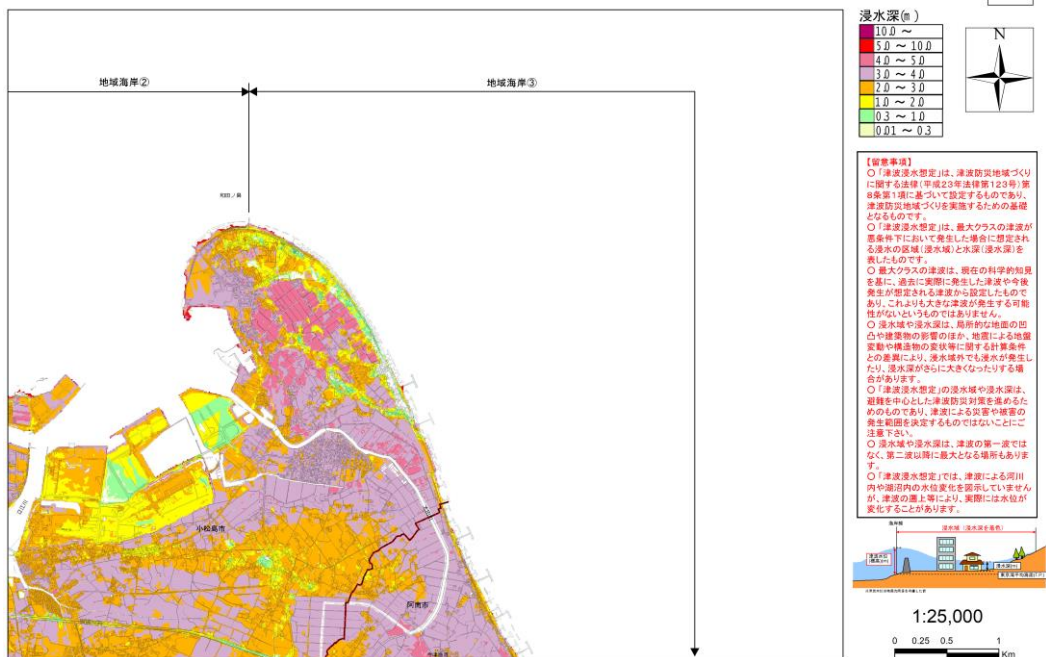 浸水深(m)
10.0 ～
5.0 ～ 10.0
4.0 ～ 5.0
3.0 ～ 4.0
2.0 ～ 3.0
1.0 ～ 2.0
0.3 ～ 1.0
0.01 ～ 0.3
N
地域海岸②
地域海岸③
小松島市
阿南市
【留意事項】
○「津波浸水想定」は、津波防災地域づくり
に関する法律(平成23年法律第123号)第
8条第1項に基づいて設定するものであり、
津波防災地域づくりを実施するための基礎
となるものです。
○「津波浸水想定」は、最大クラスの津波が
悪条件下において発生した場合に想定され
る浸水の区域(浸水域)と水深(浸水深)を
表したものです。
○ 最大クラスの津波は、現在の科学的知見
を基に、過去に実際に発生した津波や今後
発生が想定される津波から設定したもので
あり、これよりも大きな津波が発生する可能
性がないというものではありません。
○ 浸水域や浸水深は、局所的な地面の凹
凸や建築物の影響のほか、地震による地盤
変動や構造物の変状等に関する計算条件
との差異により、浸水域外でも浸水が発生し
たり、浸水深がさらに大きくなったりする場
合があります。
○「津波浸水想定」の浸水域や浸水深は、
避難を中心とした津波防災対策を進めるた
めのものであり、津波による災害や被害の
発生範囲を決定するものではないことにご
注意下さい。
○ 浸水域や浸水深は、津波の第一波では
なく、第二波以降に最大となる場所もありま
す。
○「津波浸水想定」では、津波による河川
内や湖沼内の水位変化を図示していません
が、津波の遡上等により、実際には水位が
変化することがあります。
浸水域(浸水深を着色)
浸水深(m)
1:25,000
0 0.25 0.5 1
Km